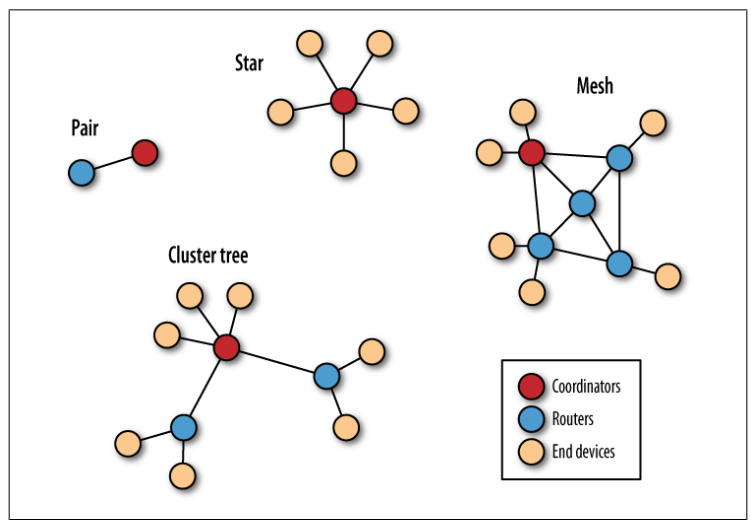 Star
Mesh
Pair
Cluster tree
Coordinators
Routers
End devices